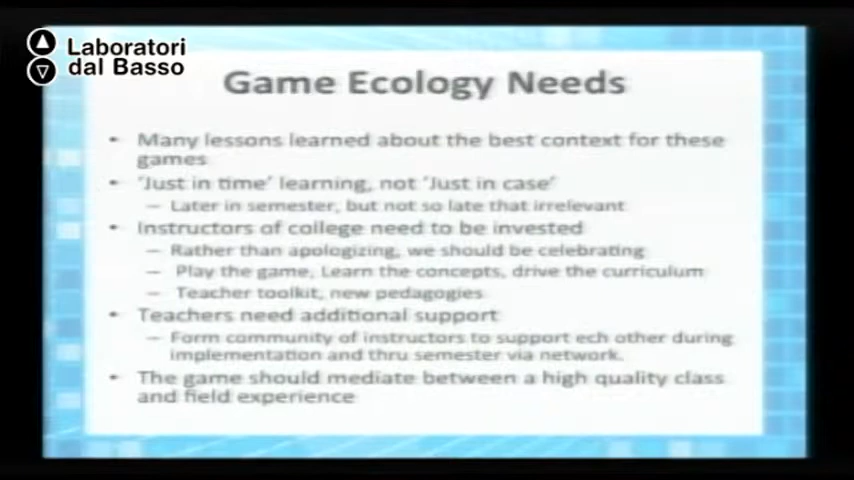 Laboratori
dal Basso
Game Ecology Needs
• Many lessons learned about the best context for these
games
• 'Just in time' learning, not 'Just in case'
– Later in semester, but not so late that irrelevant
• Instructors of college need to be invested
– Rather than apologizing, we should be celebrating
– Play the game, Learn the concepts, drive the curriculum
– Teacher toolkit, new pedagogies
• Teachers need additional support
– Form community of instructors to support ech other during
implementation and thru semester via network.
• The game should mediate between a high quality class
and field experience